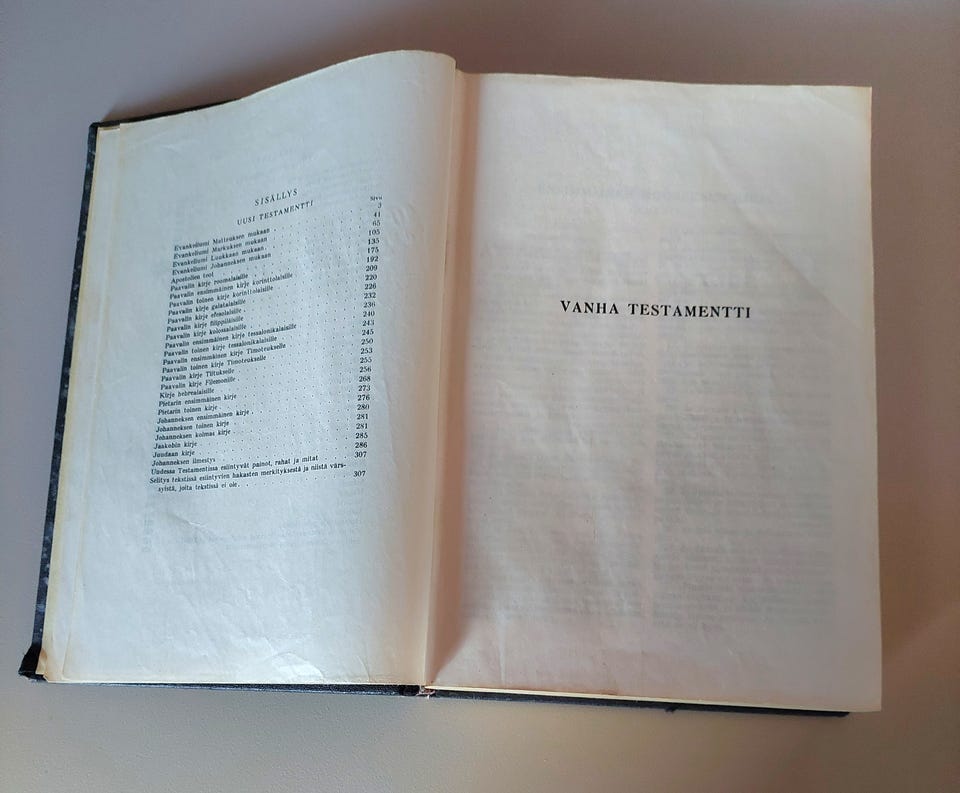 SISÄLLYS
UUSI TESTAMENTTI
Sivu
Evankeliumi Matteuksen mukaan 3
Evankeliumi Markuksen mukaan 41
Evankeliumi Luukkaan mukaan 65
Evankeliumi Johanneksen mukaan 105
Apostolien teot 135
Paavalin kirje roomalaisille 175
Paavalin ensimmäinen kirje korinttolaisille 192
Paavalin toinen kirje korinttolaisille 209
Paavalin kirje galatalaisille 220
Paavalin kirje efesolaisille 226
Paavalin kirje filippiläisille 232
Paavalin kirje kolossalaisille 236
Paavalin ensimmäinen kirje tessalonikalaisille 240
Paavalin toinen kirje tessalonikalaisille 243
Paavalin ensimmäinen kirje Timoteukselle 245
Paavalin toinen kirje Timoteukselle 250
Paavalin kirje Tiitukselle 253
Paavalin kirje Filemonille 255
Kirje hebrealaisille 256
Pietarin ensimmäinen kirje 268
Pietarin toinen kirje 273
Johanneksen ensimmäinen kirje 276
Johanneksen toinen kirje 280
Johanneksen kolmas kirje 281
Jaakobin kirje 281
Juudaan kirje 285
Johanneksen ilmestys 286
Uudessa Testamentissa esiintyvät painot, rahat ja mitat 307
Selitys tekstissä esiintyvien hakasten merkityksestä ja niistä värs-
syistä, joita tekstissä ei ole 307
VANHA TESTAMENTTI